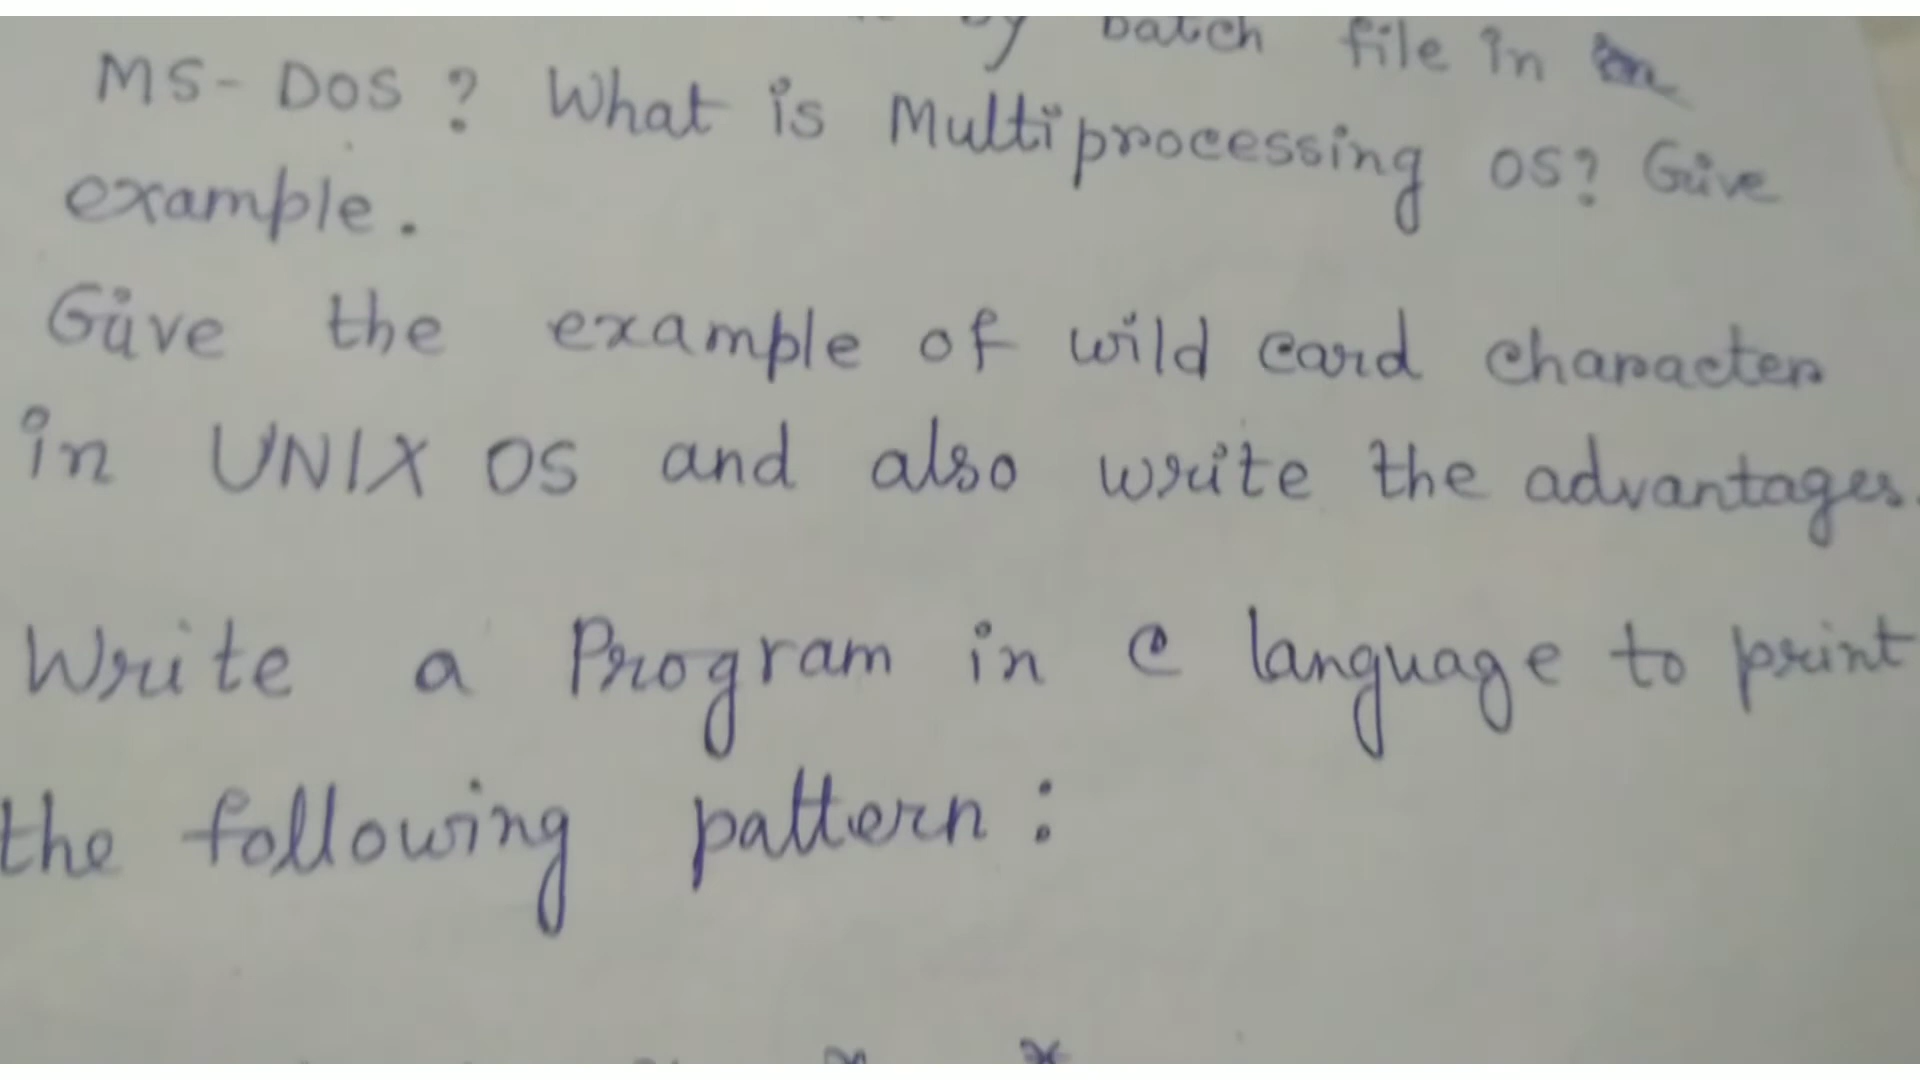 by batch file in
MS-DOS? What is Multiprocessing OS? Give
example.
Give the example of wild card character
in UNIX OS and also write the advantages.
Write a Program in C language to print
the following pattern: